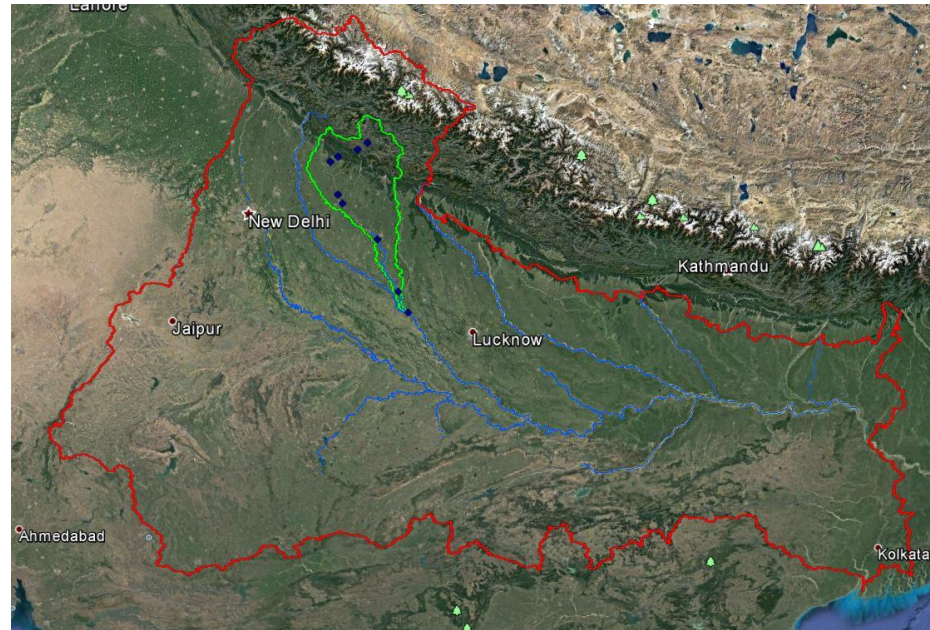 Lahore
New Delhi
Kathmandu
Jaipur
Lucknow
Ahmedabad
Kolkata